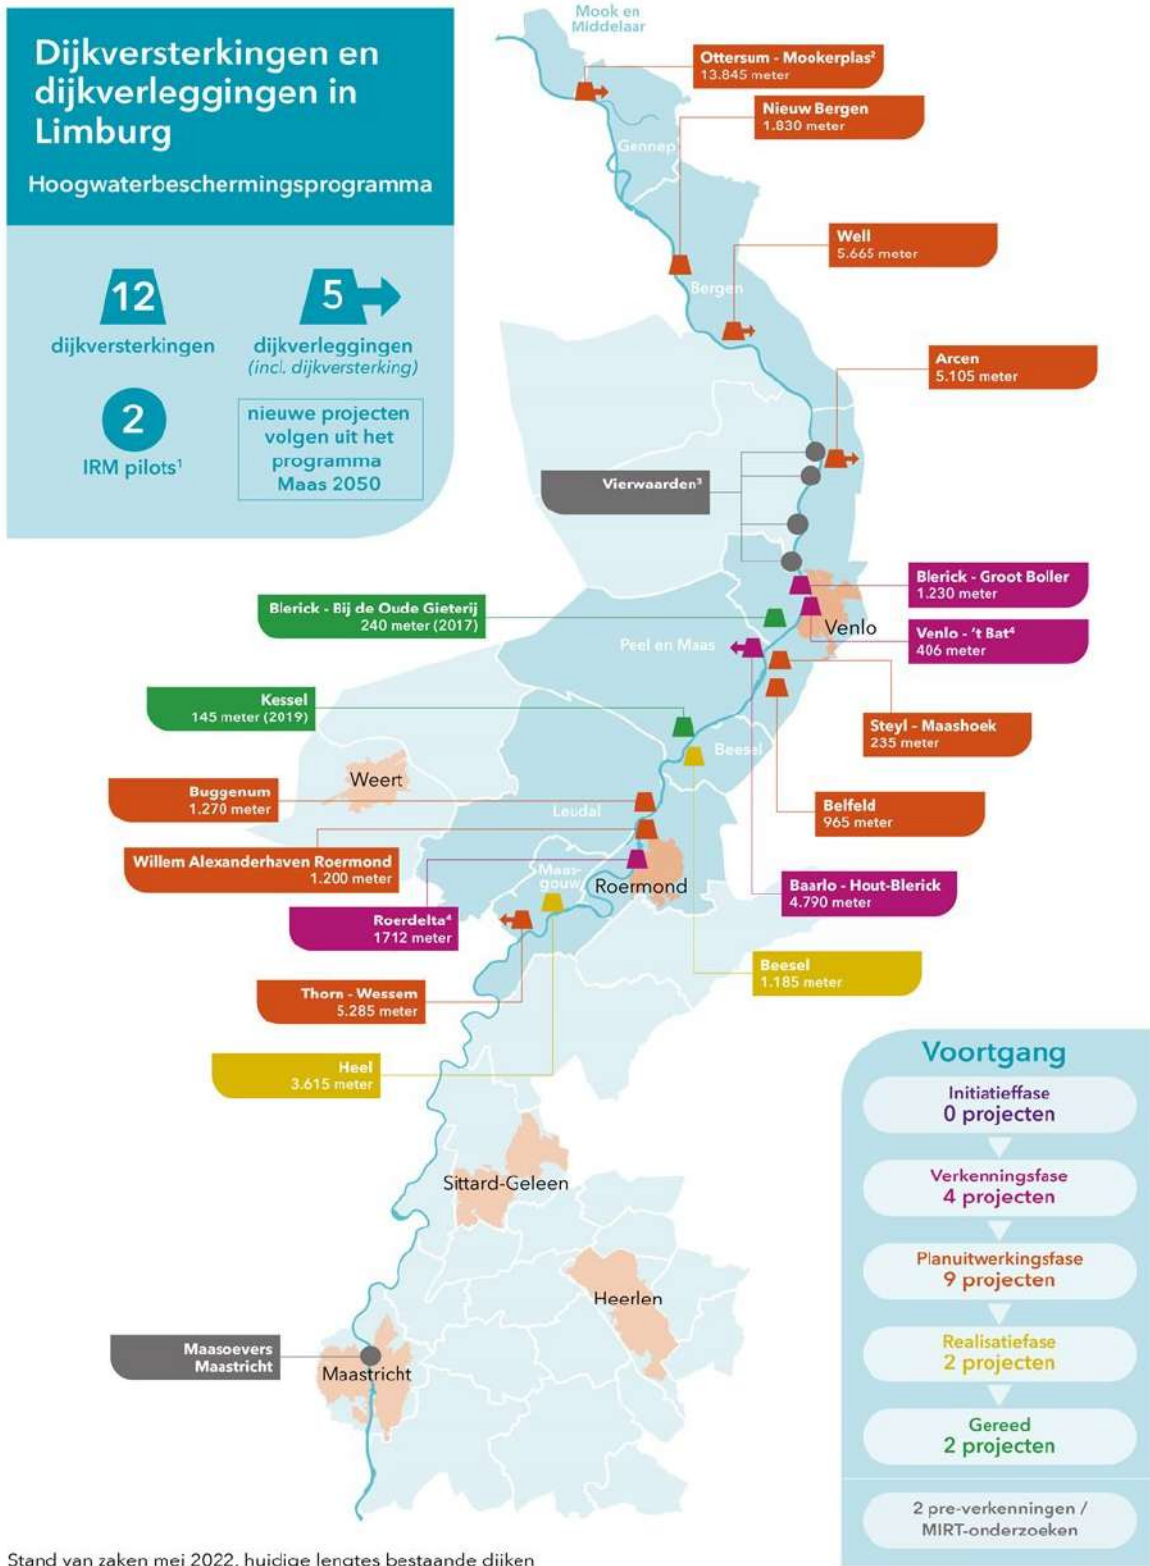 Dijkversterkingen en
dijkverleggingen in
Limburg
Hoogwaterbeschermingsprogramma
12
dijkversterkingen
5
dijkverleggingen
(incl. dijkversterking)
2
IRM pilots¹
nieuwe projecten
volgen uit het
programma
Maas 2050
Mook en
Middelaar
Ottersum - Mookerplas²
13.845 meter
Nieuw Bergen
1.830 meter
Gennep
Well
5.665 meter
Bergen
Arcen
5.105 meter
Vierwaarden³
Blerick - Groot Boller
1.230 meter
Blerick - Bij de Oude Gieterij
240 meter (2017)
Venlo
Venlo - 't Bat⁴
406 meter
Peel en Maas
Kessel
145 meter (2019)
Steyl - Maashoek
235 meter
Beesel
Weert
Buggenum
1.270 meter
Leudal
Belfeld
965 meter
Willem Alexanderhaven Roermond
1.200 meter
Maas-
gouw
Roermond
Baarlo - Hout-Blerick
4.790 meter
Roerdelta⁴
1712 meter
Beesel
1.185 meter
Thorn - Wessem
5.285 meter
Heel
3.615 meter
Sittard-Geleen
Heerlen
Maasoevers
Maastricht
Maastricht
Voortgang
Initiatieffase
0 projecten
Verkenningsfase
4 projecten
Planuitwerkingsfase
9 projecten
Realisatiefase
2 projecten
Gereed
2 projecten
2 pre-verkenningen /
MIRT-onderzoeken
Stand van zaken mei 2022, huidige lengtes bestaande dijken